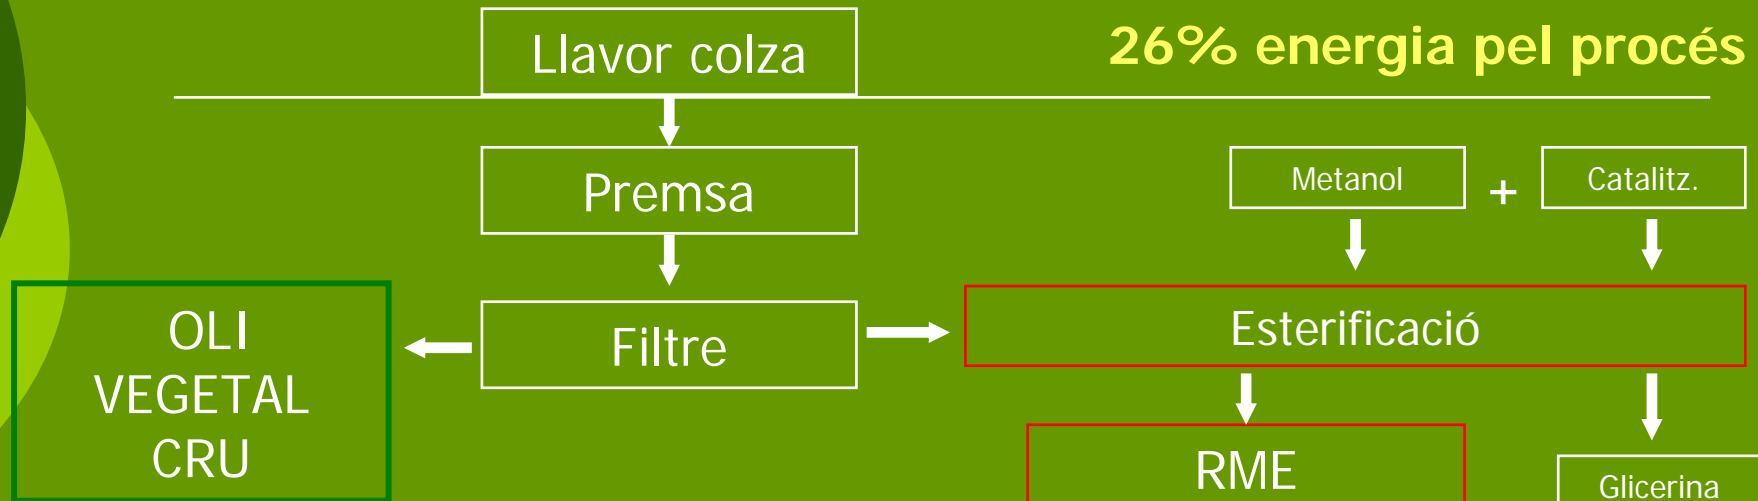 Llavor colza
26% energia pel procés
Premsa
Metanol
+
Catalitz.
OLI
VEGETAL
CRU
Filtre
Esterificació
RME
Glicerina